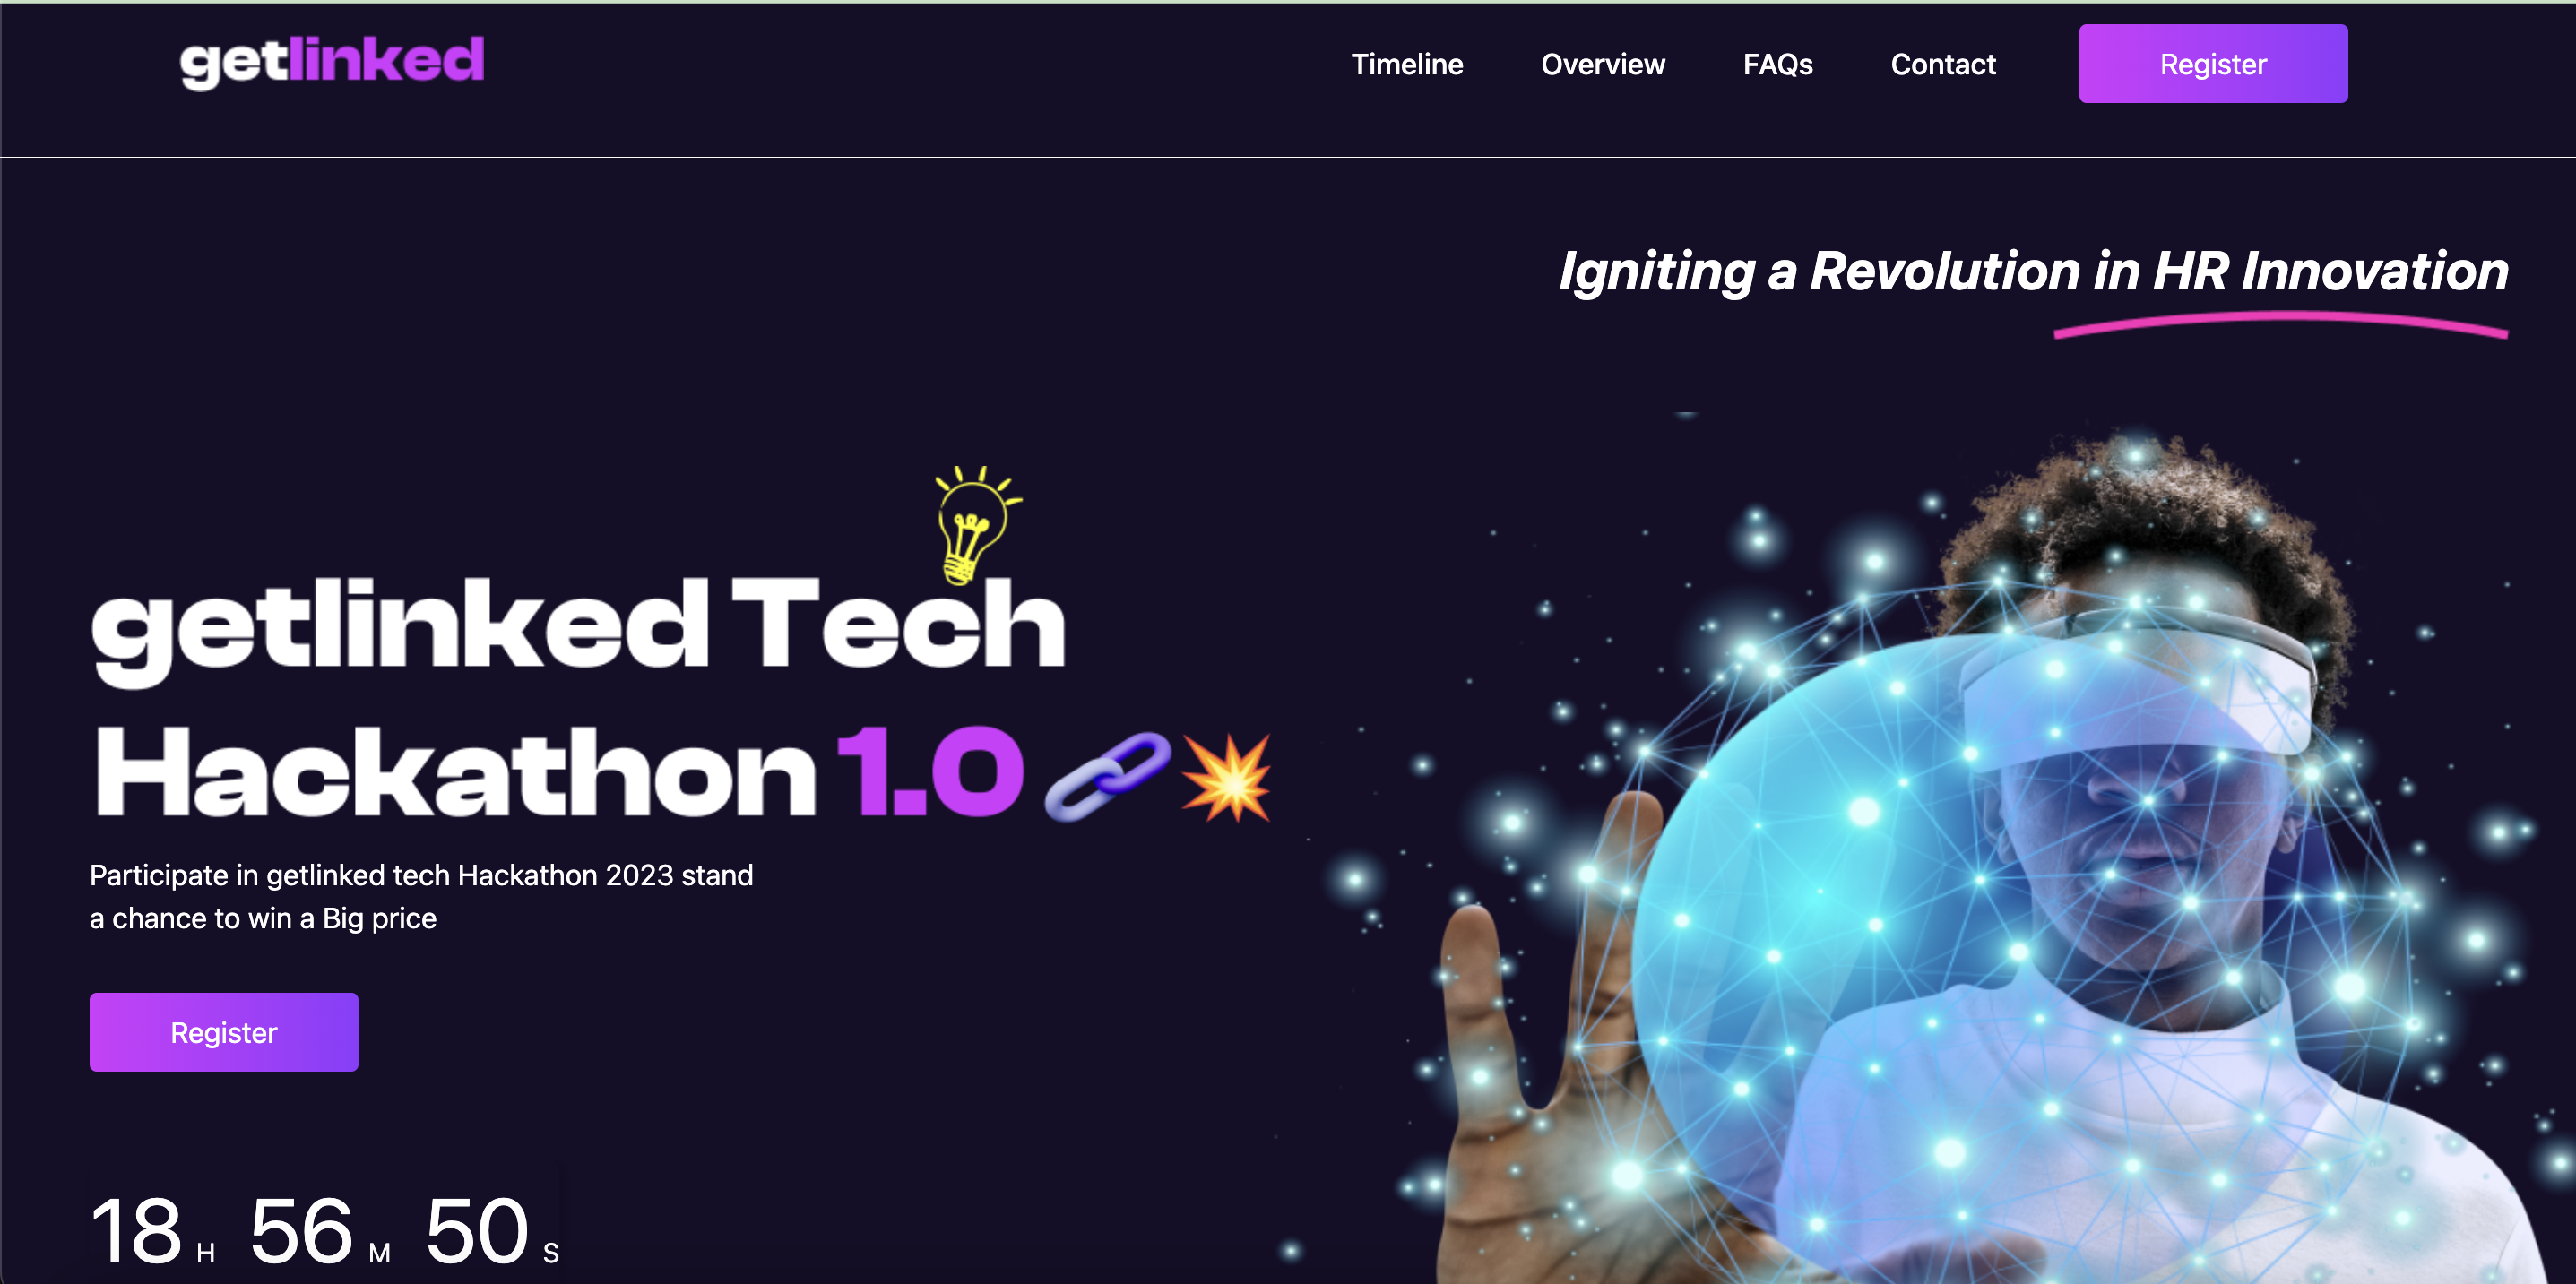 getlinked
Timeline Overview FAQs Contact Register
Igniting a Revolution in HR Innovation
getlinked Tech
Hackathon 1.0
Participate in getlinked tech Hackathon 2023 stand
a chance to win a Big price
Register
18 H 56 M 50 S